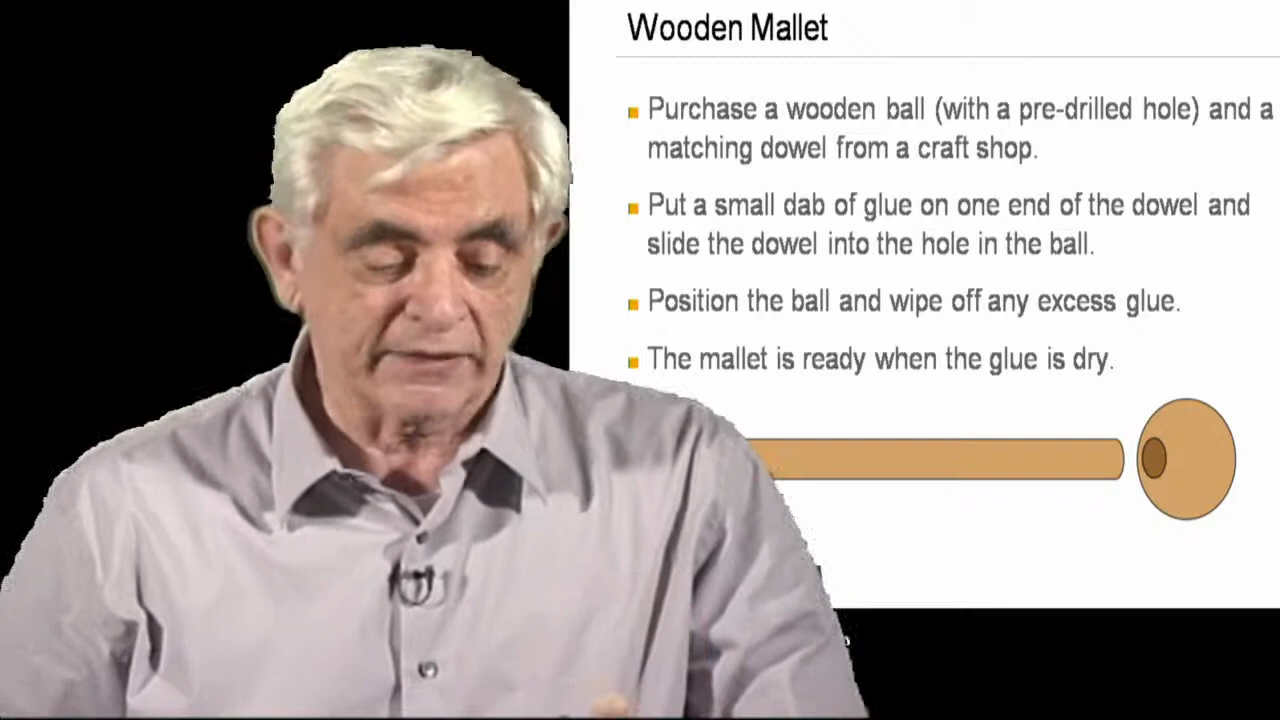 Wooden Mallet
Purchase a wooden ball (with a pre-drilled hole) and a
matching dowel from a craft shop.
Put a small dab of glue on one end of the dowel and
slide the dowel into the hole in the ball.
Position the ball and wipe off any excess glue.
The mallet is ready when the glue is dry.